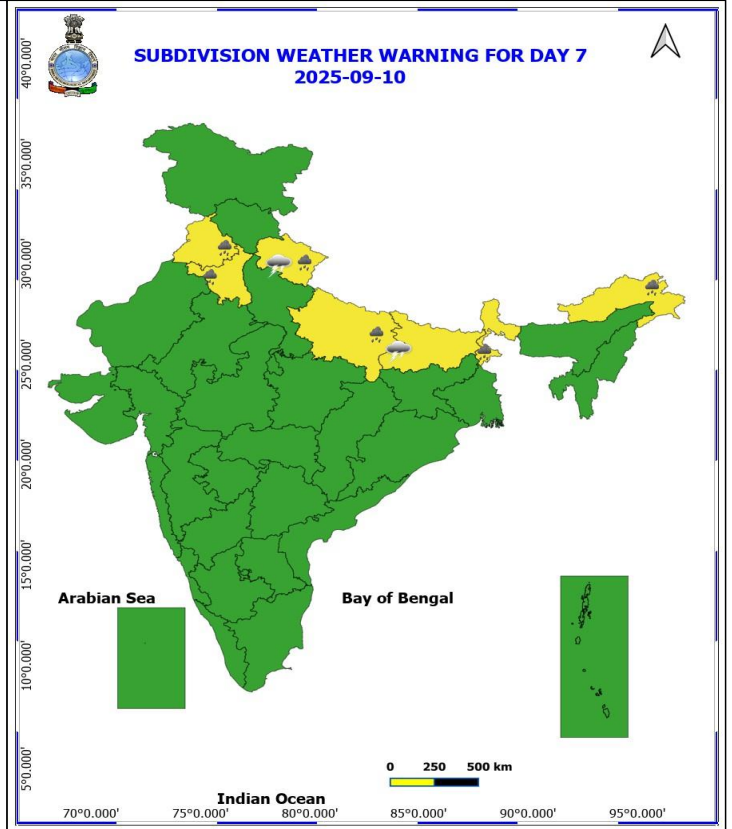 SUBDIVISION WEATHER WARNING FOR DAY 7
2025-09-10
40°0.000'
35°0.000'
30°0.000'
25°0.000'
20°0.000'
15°0.000'
10°0.000'
5°0.000'
Arabian Sea
Bay of Bengal
0 250 500 km
Indian Ocean
70°0.000' 75°0.000' 80°0.000' 85°0.000' 90°0.000' 95°0.000'